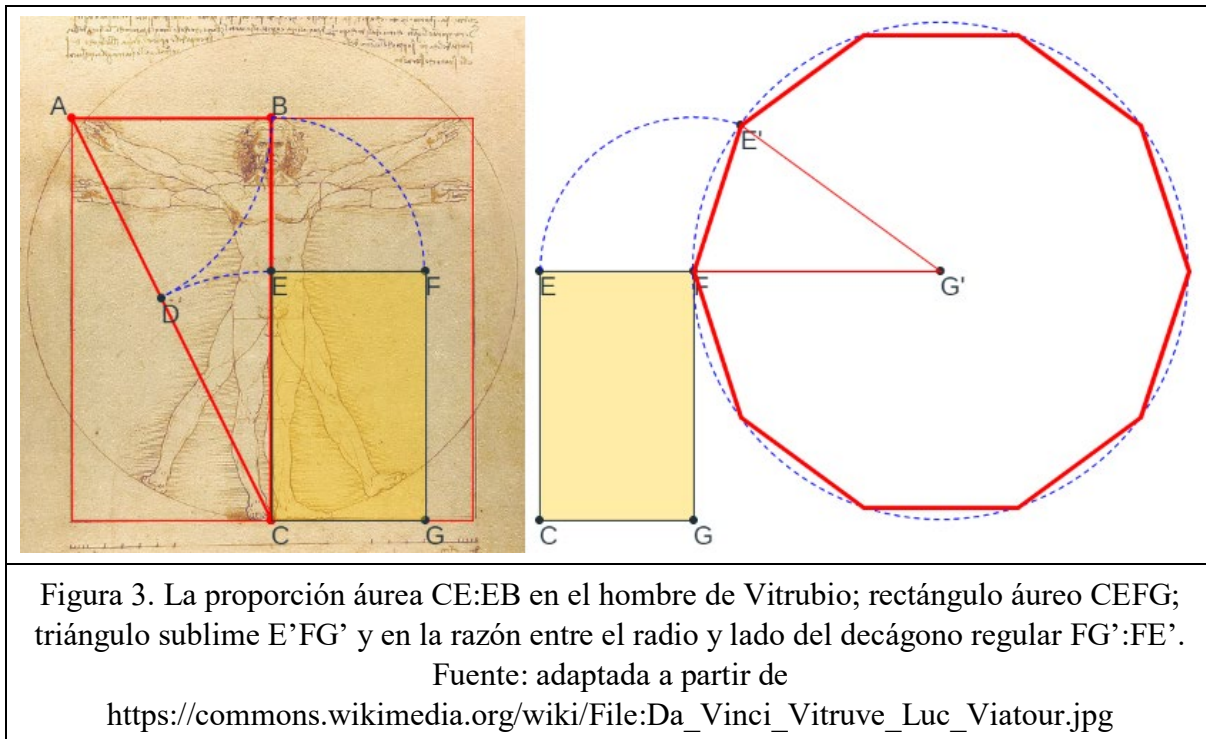 A
B
E'
E
F
E
F
G'
D
C
G
C
G
Figura 3. La proporción áurea CE:EB en el hombre de Vitrubio; rectángulo áureo CEFG;
triángulo sublime E’FG’ y en la razón entre el radio y lado del decágono regular FG’:FE’.
Fuente: adaptada a partir de
https://commons.wikimedia.org/wiki/File:Da_Vinci_Vitruve_Luc_Viatour.jpg